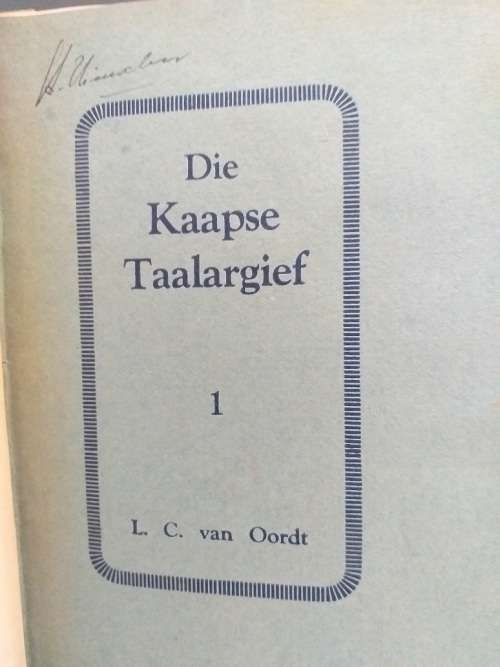 Die
Kaapse
Taalargief
1
L. C. van Oordt